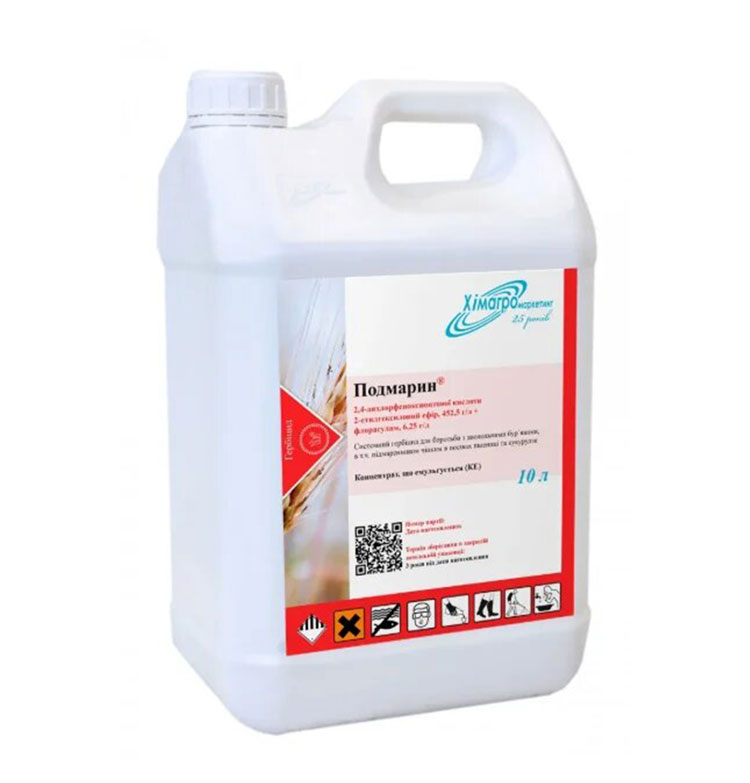 Хімагромаркетинг
25 років
Подмарин®
2,4-дихлорфеноксиоцтової кислоти
2-етилгексиловий ефір, 452,5 г/л +
флорасулам, 6,25 г/л
Системний гербіцид для боротьби з дводольними бур'янами,
в т.ч. підмаренником чіпким в посівах пшениці та кукурудзи
Концентрат, що емульгується (КЕ)
10 л
Гербіцид
Номер партії:
Дата виготовлення:
Термін зберігання в закритій
заводській упаковці:
3 роки від дати виготовлення